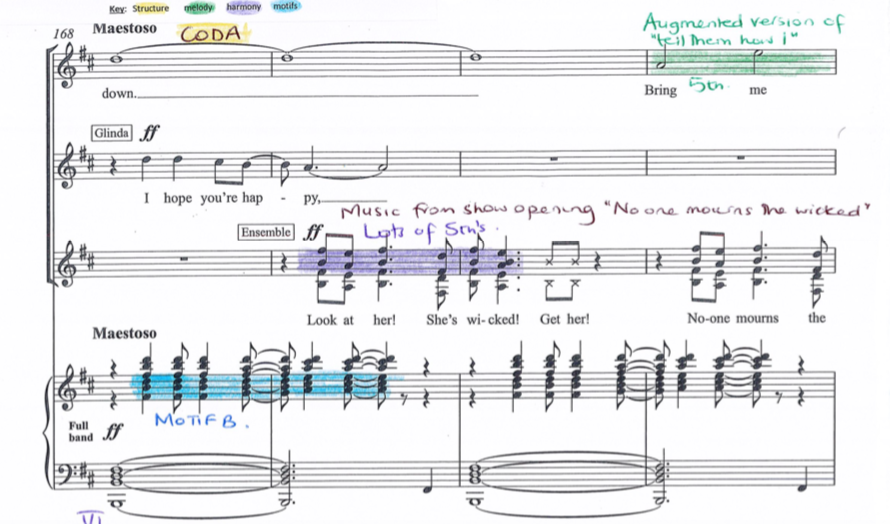 Key: Structure melody harmony motifs
168 Maestoso CODA
Augmented version of
"tell them how I"
down.
Bring 5th me
Glinda ff
I hope you're hap - py,
Music from show opening "No one mourns the wicked"
Ensemble ff Lots of 5th's.
Look at her! She's wi-cked! Get her! No-one mourns the
Maestoso
Full
band ff
MOTIF B.
VI